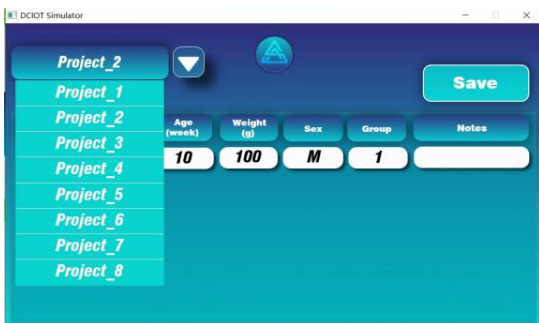 DCIOT Simulator
Project_2
Save
Project_1
Project_2
Project_3
Project_4
Project_5
Project_6
Project_7
Project_8
Age (week) Weight (g) Sex Group Notes
10 100 M 1